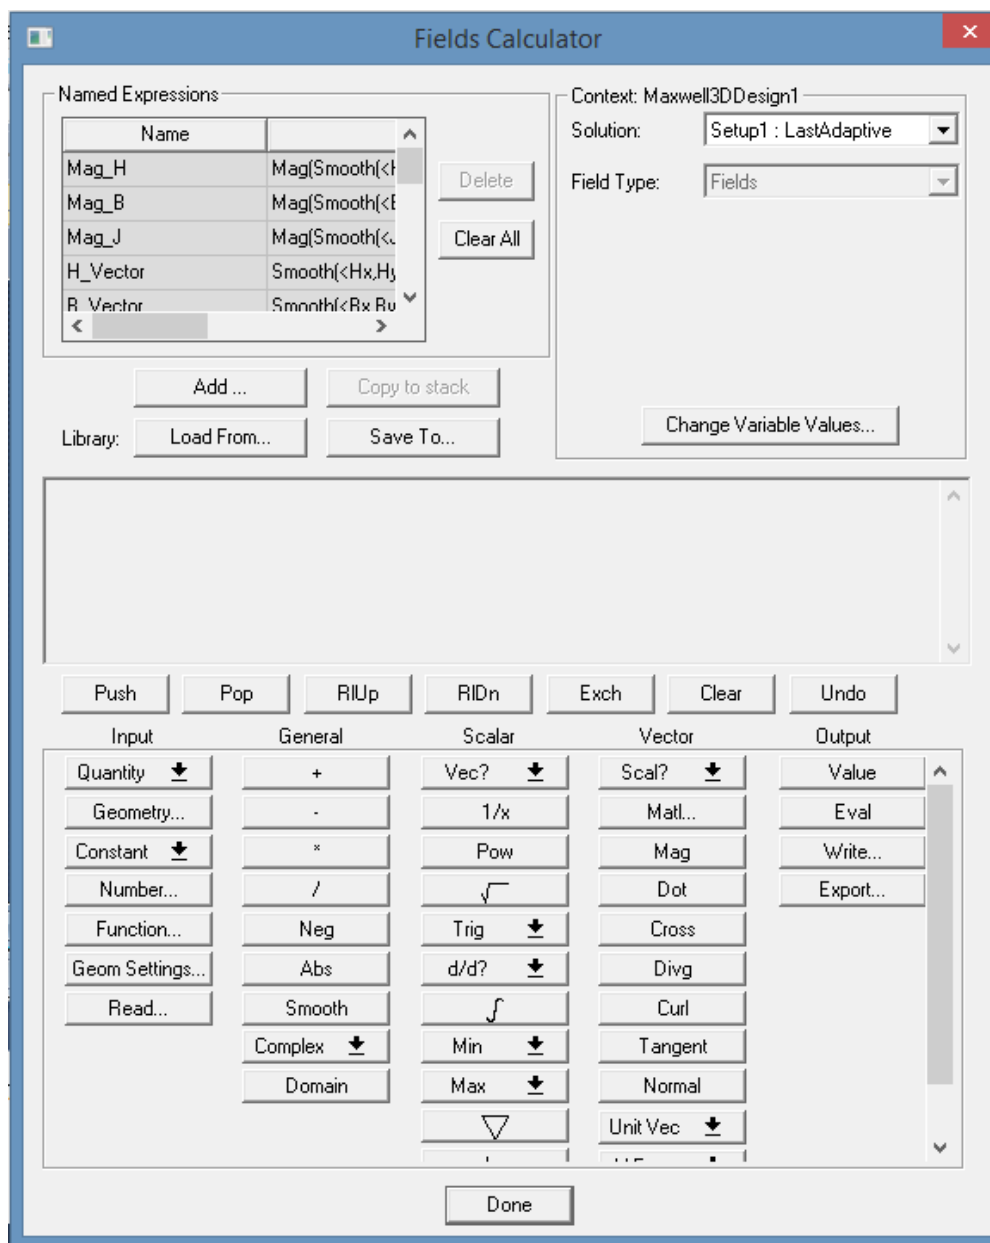 Fields Calculator
Named Expressions
Name
Mag_H Mag(Smooth(<H
Mag_B Mag(Smooth(<B
Mag_J Mag(Smooth(<J
H_Vector Smooth(<Hx,Hy
B_Vector Smooth(<Bx,By
Delete
Clear All
Context: Maxwell3DDesign1
Solution: Setup1 : LastAdaptive
Field Type: Fields
Change Variable Values...
Add ... Copy to stack
Library: Load From... Save To...
Push Pop RlUp RlDn Exch Clear Undo
Input General Scalar Vector Output
Quantity + Vec? Scal? Value
Geometry... - 1/x Matl... Eval
Constant * Pow Mag Write...
Number... / √ Dot Export...
Function... Neg Trig Cross
Geom Settings... Abs d/d? Divg
Read... Smooth ∫ Curl
Complex Min Tangent
Domain Max Normal
▽ Unit Vec
Done